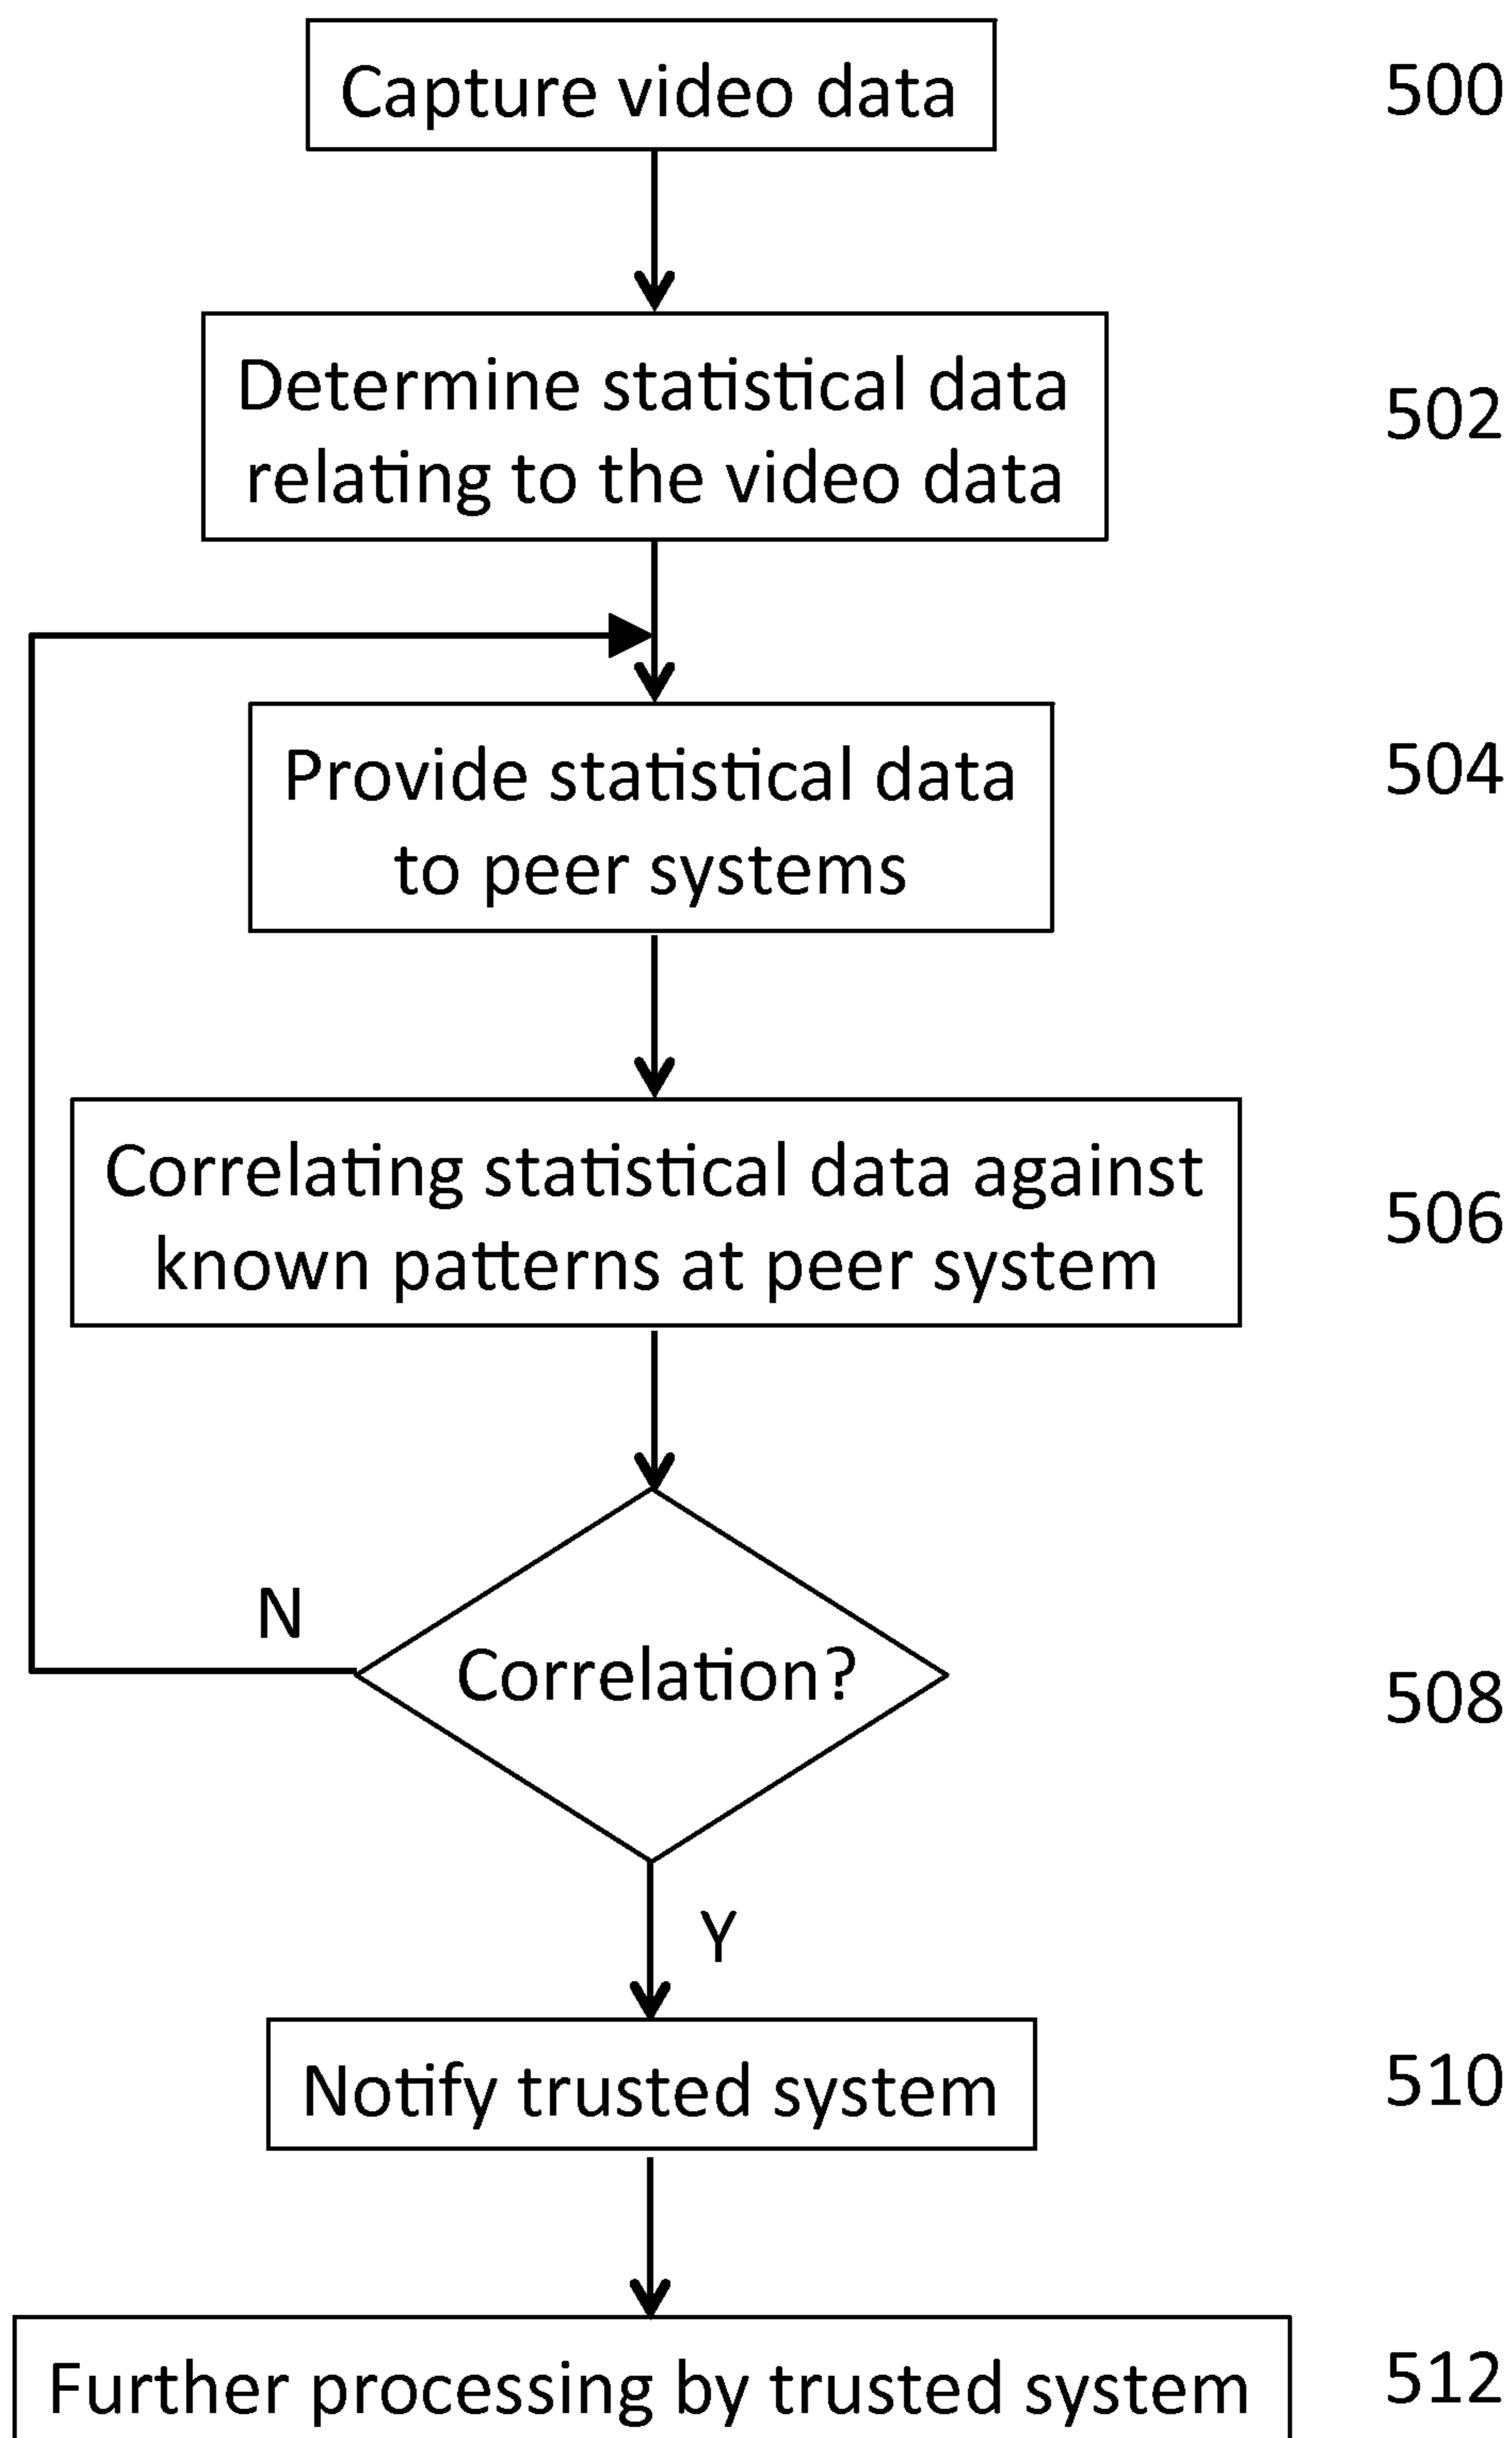 Capture video data
500
Determine statistical data
relating to the video data
502
Provide statistical data
to peer systems
504
Correlating statistical data against
known patterns at peer system
506
N
Correlation?
508
Y
Notify trusted system
510
Further processing by trusted system
512